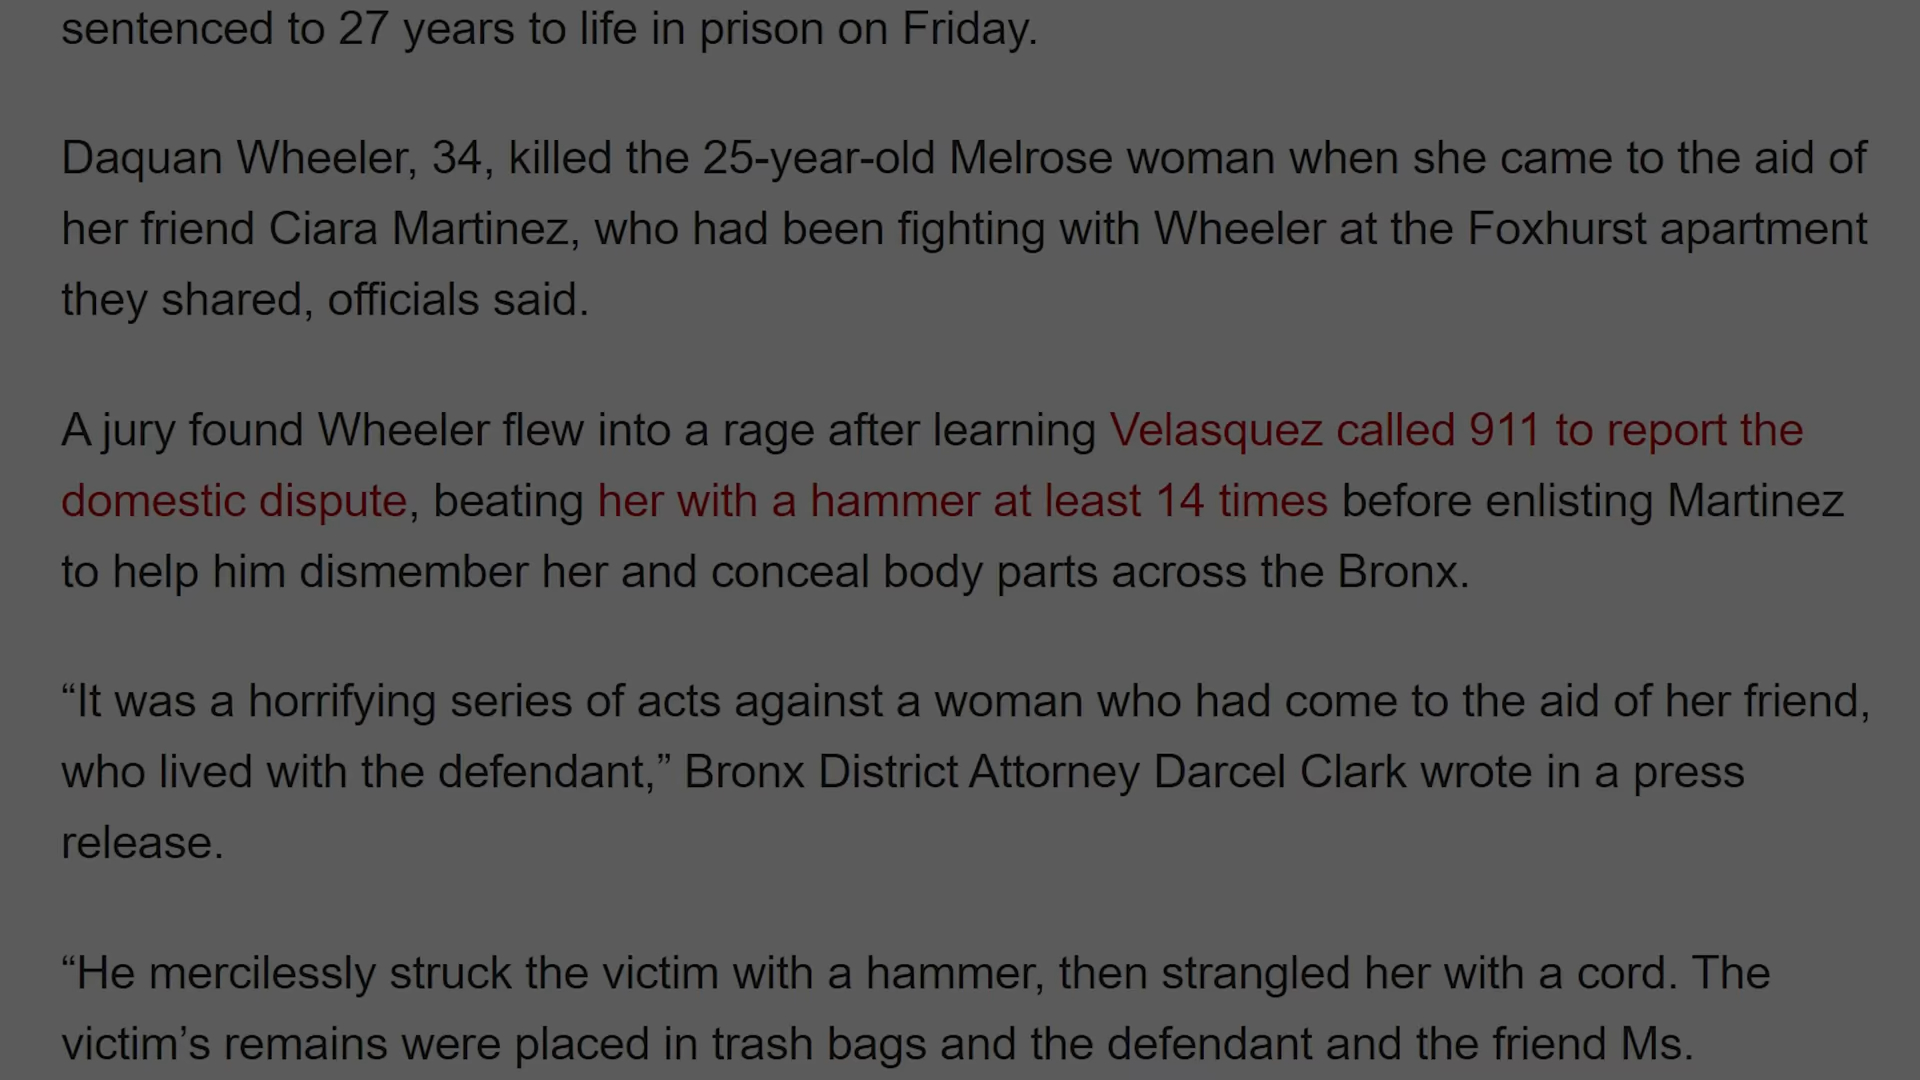 sentenced to 27 years to life in prison on Friday.
Daquan Wheeler, 34, killed the 25-year-old Melrose woman when she came to the aid of
her friend Ciara Martinez, who had been fighting with Wheeler at the Foxhurst apartment
they shared, officials said.
A jury found Wheeler flew into a rage after learning Velasquez called 911 to report the
domestic dispute, beating her with a hammer at least 14 times before enlisting Martinez
to help him dismember her and conceal body parts across the Bronx.
“It was a horrifying series of acts against a woman who had come to the aid of her friend,
who lived with the defendant,” Bronx District Attorney Darcel Clark wrote in a press
release.
“He mercilessly struck the victim with a hammer, then strangled her with a cord. The
victim’s remains were placed in trash bags and the defendant and the friend Ms.